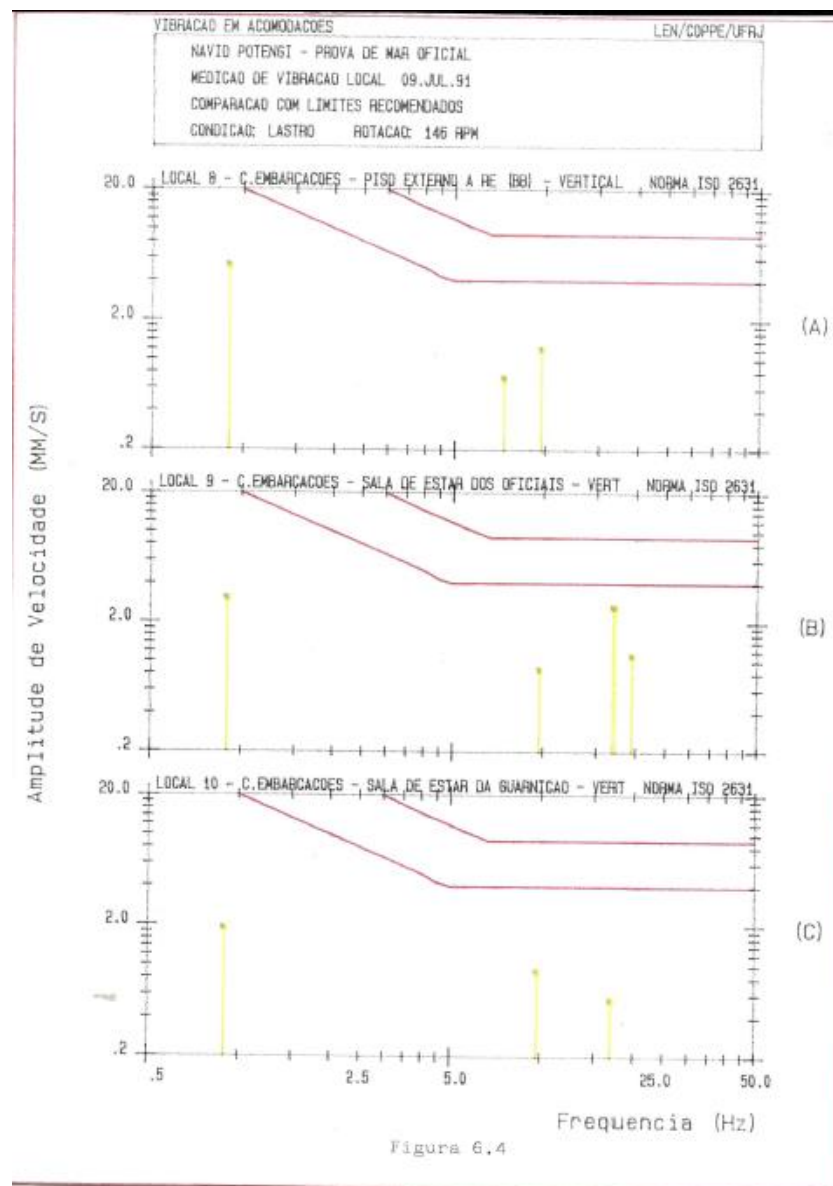 VIBRACAO EM ACOMODACOES LEN/COPPE/UFRJ
NAVIO POTENGI - PROVA DE MAR OFICIAL
MEDICAO DE VIBRACAO LOCAL 09.JUL.91
COMPARACAO COM LIMITES RECOMENDADOS
CONDICAO: LASTRO ROTACAO: 146 RPM
LOCAL 8 - C.EMBARCACOES - PISO EXTERNO A RE (BB) - VERTICAL NORMA ISO 2631
20.0
2.0
.2
(A)
LOCAL 9 - C.EMBARCACOES - SALA DE ESTAR DOS OFICIAIS - VERT NORMA ISO 2631
20.0
2.0
.2
(B)
LOCAL 10 - C.EMBARCACOES - SALA DE ESTAR DA GUARNICAO - VERT NORMA ISO 2631
20.0
2.0
.2
(C)
Amplitude de Velocidade (MM/S)
.5 2.5 5.0 25.0 50.0
Frequencia (Hz)
Figura 6.4